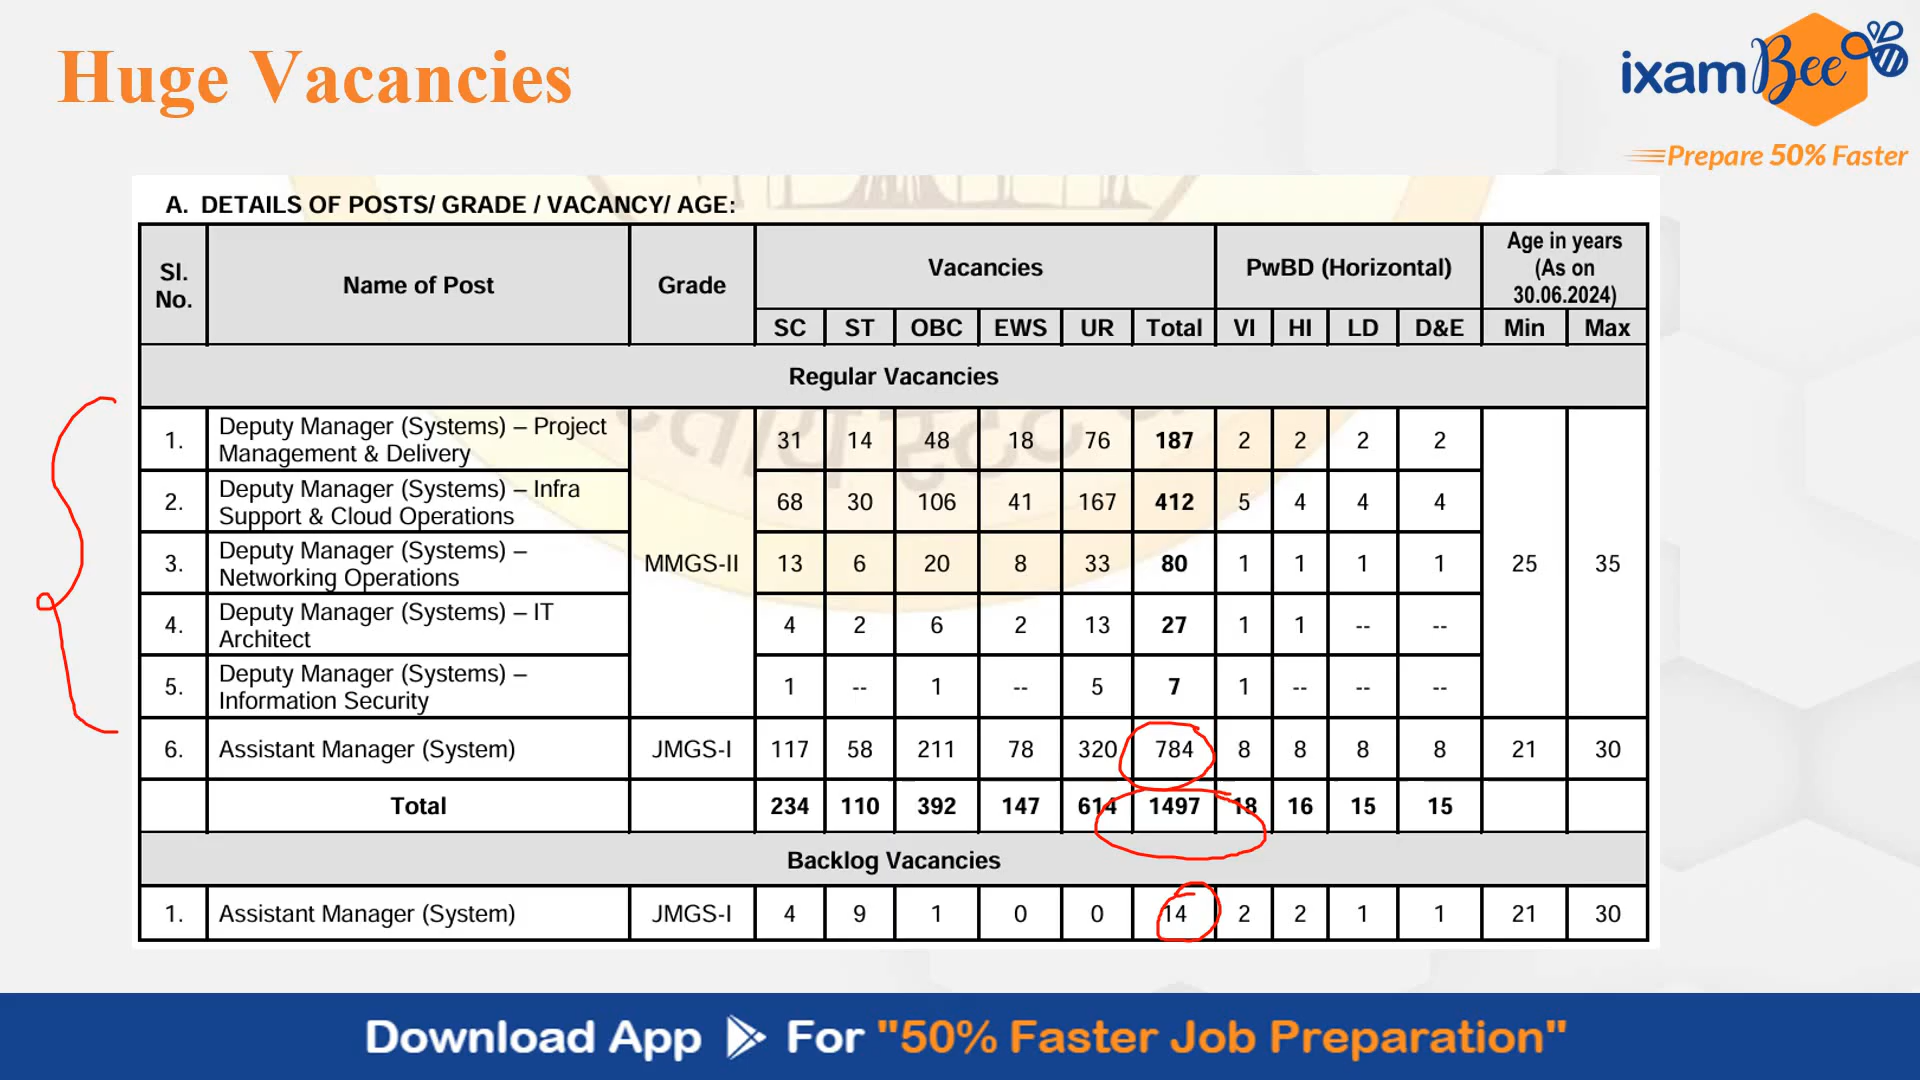 Huge Vacancies
ixamBee
Prepare 50% Faster
A. DETAILS OF POSTS/ GRADE / VACANCY/ AGE:
Sl. No. Name of Post Grade Vacancies PwBD (Horizontal) Age in years (As on 30.06.2024)
SC ST OBC EWS UR Total VI HI LD D&E Min Max
Regular Vacancies
1. Deputy Manager (Systems) – Project Management & Delivery MMGS-II 31 14 48 18 76 187 2 2 2 2 25 35
2. Deputy Manager (Systems) – Infra Support & Cloud Operations 68 30 106 41 167 412 5 4 4 4
3. Deputy Manager (Systems) – Networking Operations 13 6 20 8 33 80 1 1 1 1
4. Deputy Manager (Systems) – IT Architect 4 2 6 2 13 27 1 1 -- --
5. Deputy Manager (Systems) – Information Security 1 -- 1 -- 5 7 1 -- -- --
6. Assistant Manager (System) JMGS-I 117 58 211 78 320 784 8 8 8 8 21 30
Total 234 110 392 147 614 1497 18 16 15 15
Backlog Vacancies
1. Assistant Manager (System) JMGS-I 4 9 1 0 0 14 2 2 1 1 21 30
Download App For "50% Faster Job Preparation"